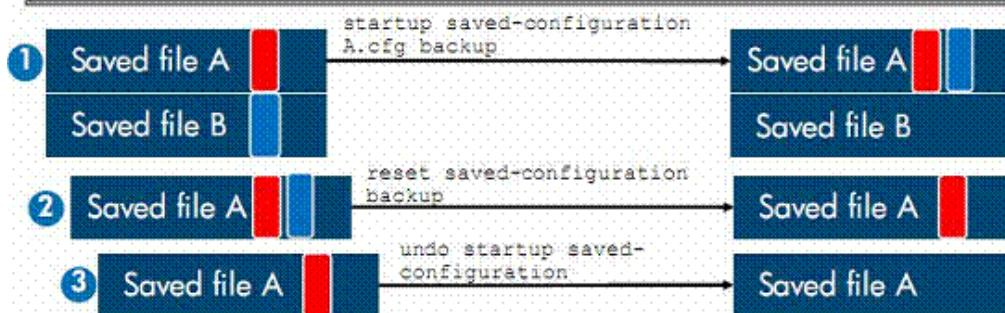 startup saved-configuration
A.cfg backup
1 Saved file A
Saved file A
Saved file B
Saved file B
reset saved-configuration
backup
2 Saved file A
Saved file A
undo startup saved-
configuration
3 Saved file A
Saved file A